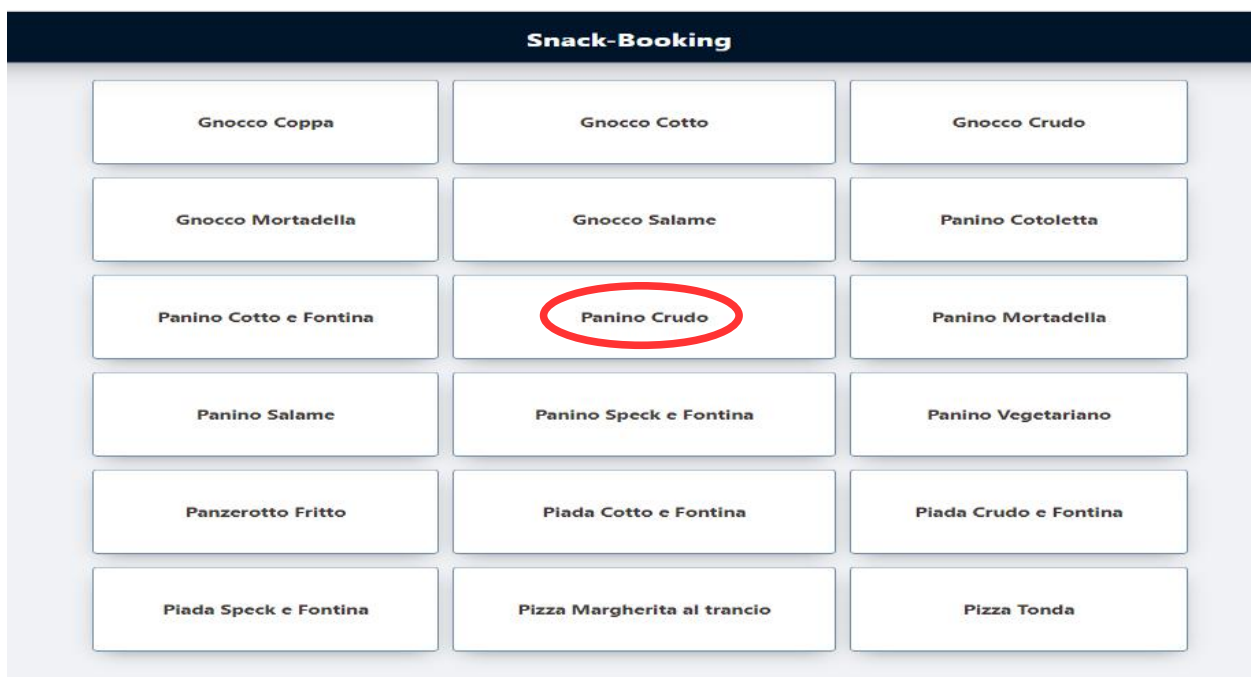 Snack-Booking
Gnocco Coppa
Gnocco Cotto
Gnocco Crudo
Gnocco Mortadella
Gnocco Salame
Panino Cotoletta
Panino Cotto e Fontina
Panino Crudo
Panino Mortadella
Panino Salame
Panino Speck e Fontina
Panino Vegetariano
Panzerotto Fritto
Piada Cotto e Fontina
Piada Crudo e Fontina
Piada Speck e Fontina
Pizza Margherita al trancio
Pizza Tonda